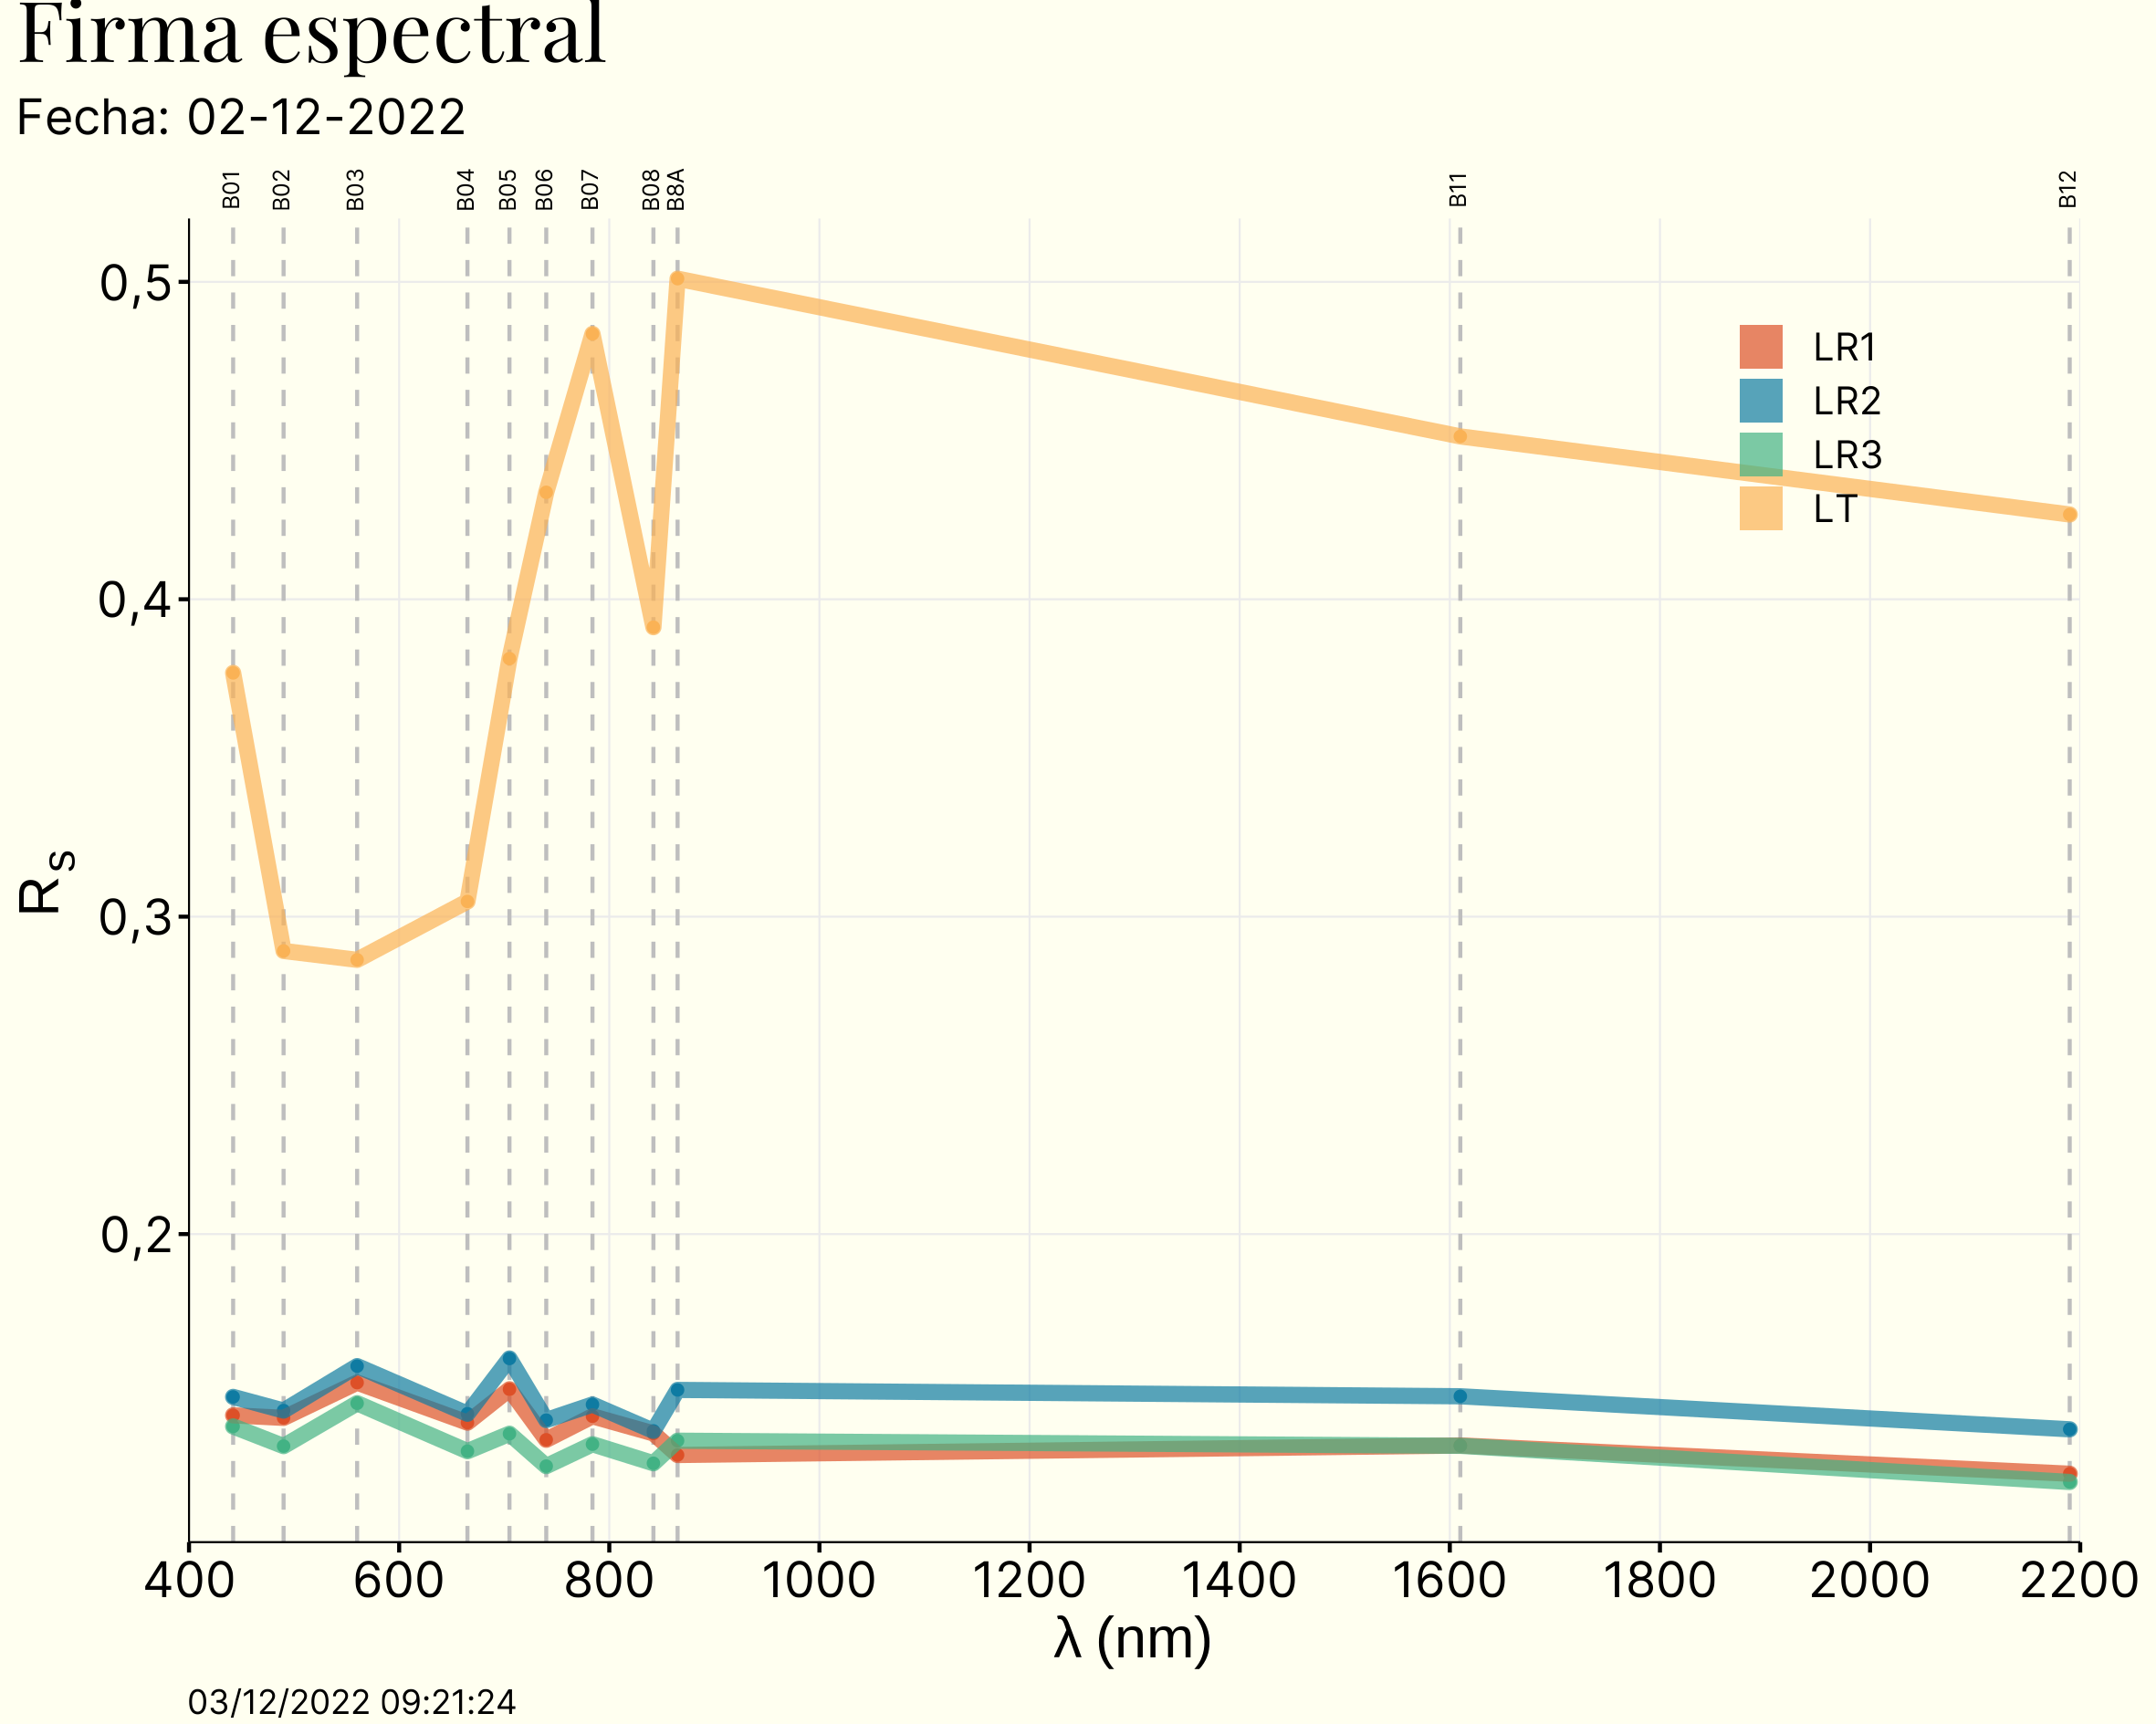 Firma espectral
Fecha: 02-12-2022
B01 B02 B03 B04 B05 B06 B07 B08 B8A B11 B12
0,5
0,4
0,3
0,2
Rs
LR1
LR2
LR3
LT
400 600 800 1000 1200 1400 1600 1800 2000 2200
λ (nm)
03/12/2022 09:21:24